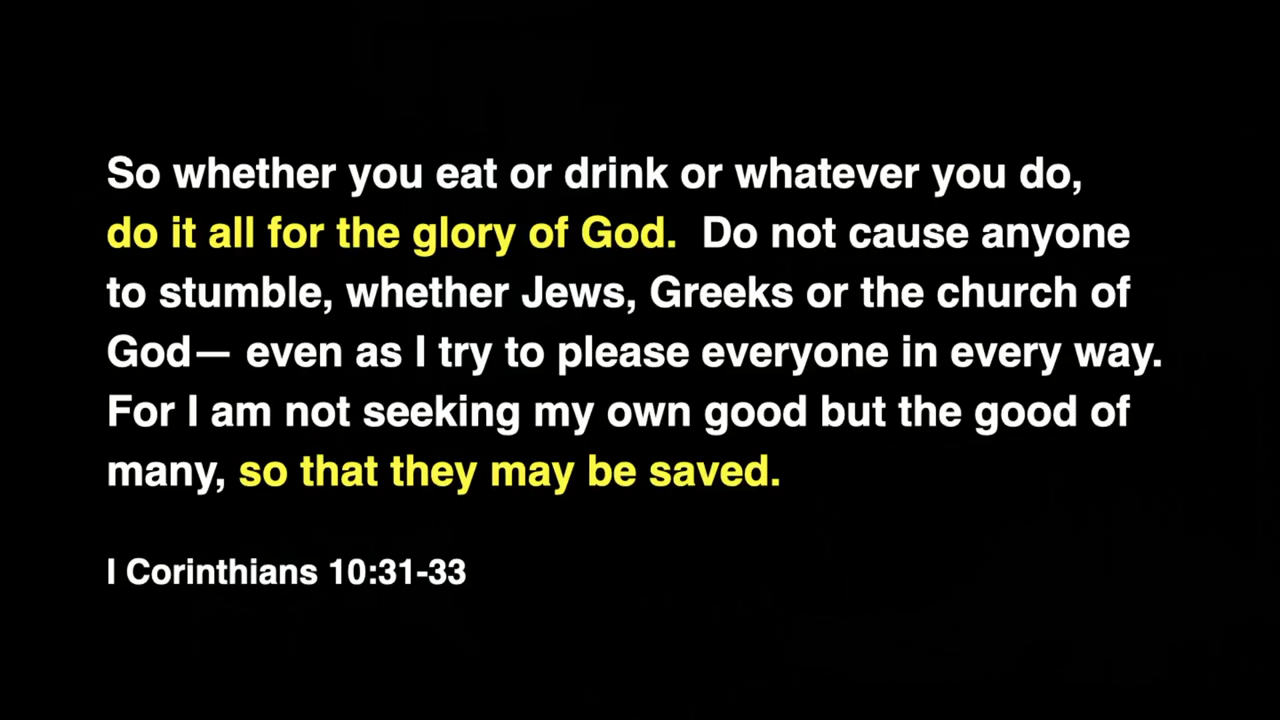 So whether you eat or drink or whatever you do,
do it all for the glory of God.  Do not cause anyone
to stumble, whether Jews, Greeks or the church of
God— even as I try to please everyone in every way.
For I am not seeking my own good but the good of
many, so that they may be saved.
I Corinthians 10:31-33